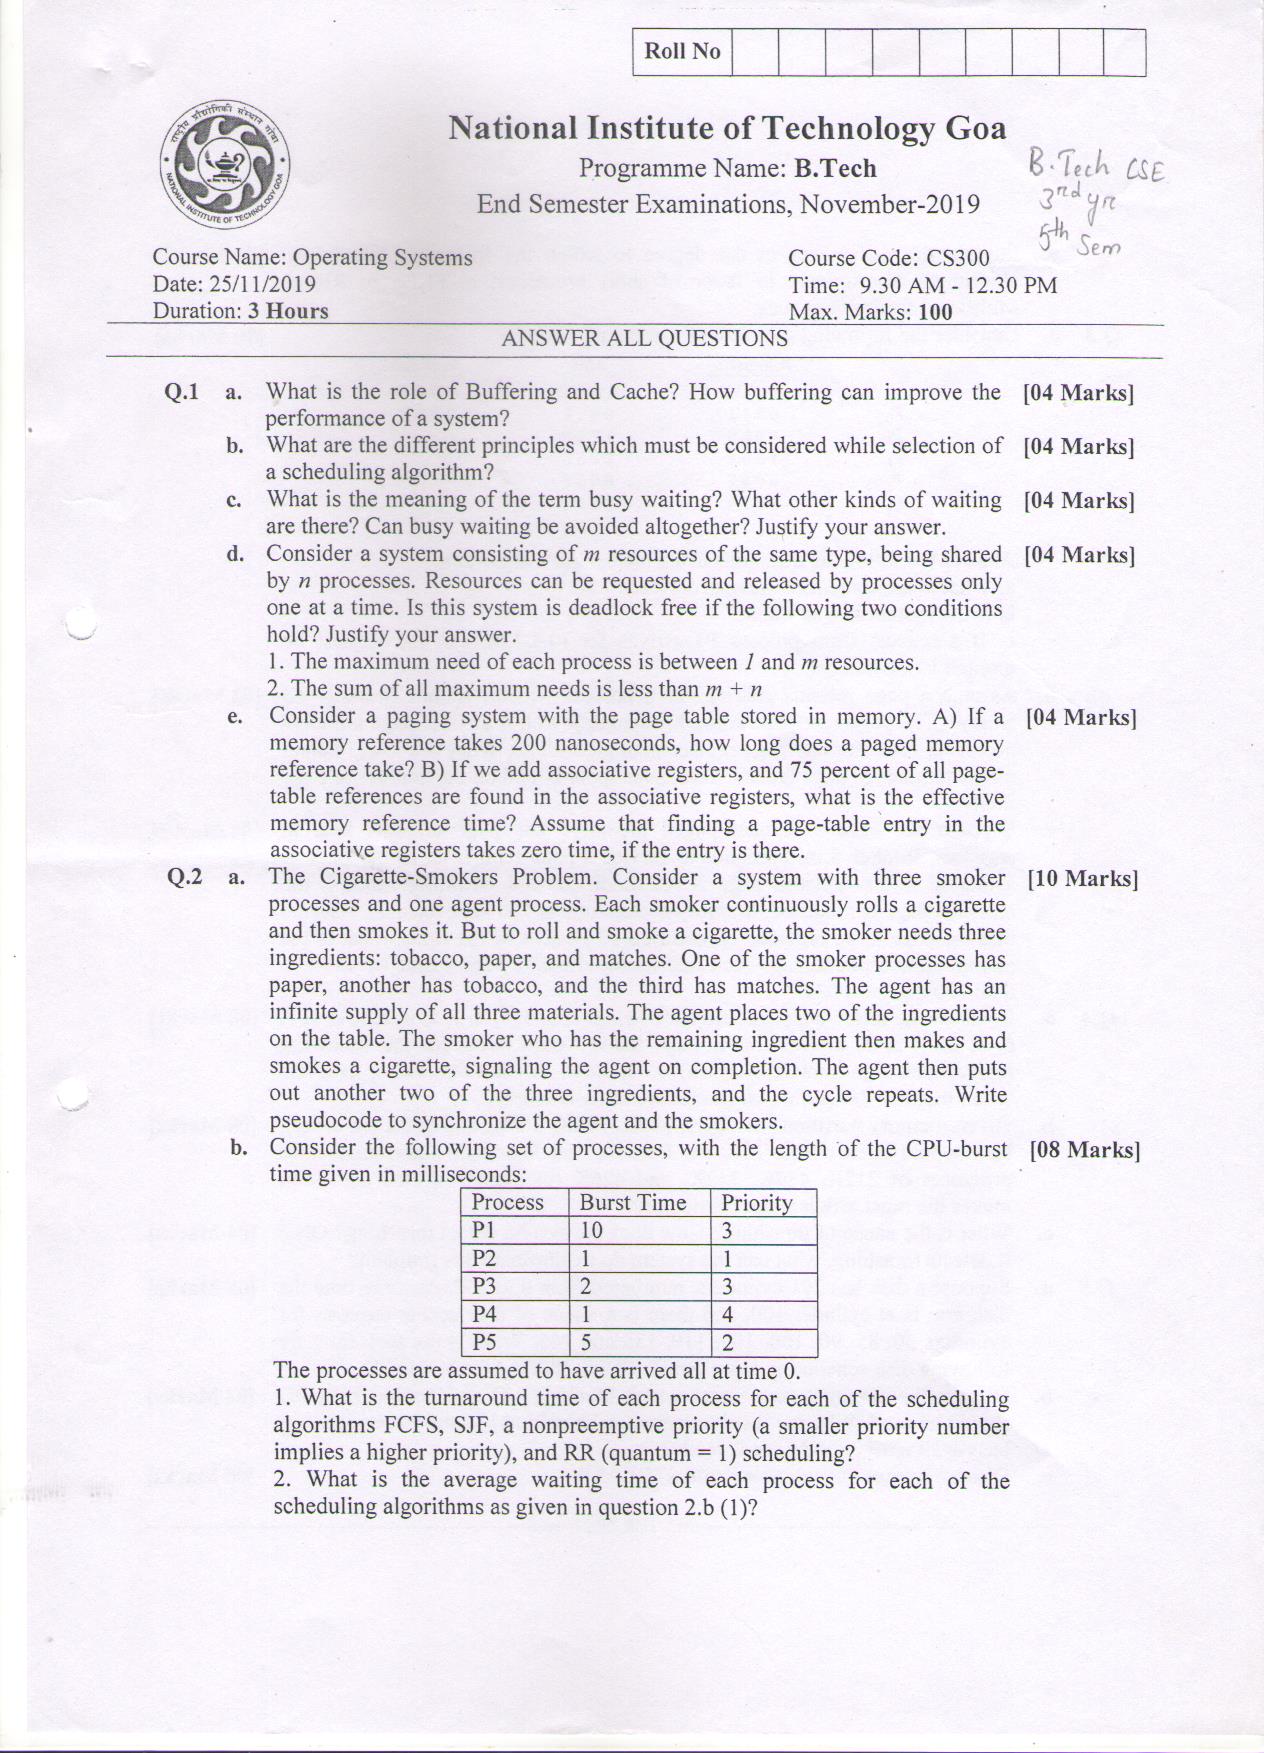 Roll No
National Institute of Technology Goa
Programme Name: B.Tech
End Semester Examinations, November-2019
B.Tech CSE
3rd yr
5th Sem
राष्ट्रीय प्रौद्योगिकी संस्थान गोवा
NATIONAL INSTITUTE OF TECHNOLOGY GOA
Course Name: Operating Systems Course Code: CS300
Date: 25/11/2019 Time: 9.30 AM - 12.30 PM
Duration: 3 Hours Max. Marks: 100
ANSWER ALL QUESTIONS
Q.1 a. What is the role of Buffering and Cache? How buffering can improve the [04 Marks]
performance of a system?
b. What are the different principles which must be considered while selection of [04 Marks]
a scheduling algorithm?
c. What is the meaning of the term busy waiting? What other kinds of waiting [04 Marks]
are there? Can busy waiting be avoided altogether? Justify your answer.
d. Consider a system consisting of m resources of the same type, being shared [04 Marks]
by n processes. Resources can be requested and released by processes only
one at a time. Is this system is deadlock free if the following two conditions
hold? Justify your answer.
1. The maximum need of each process is between 1 and m resources.
2. The sum of all maximum needs is less than m + n
e. Consider a paging system with the page table stored in memory. A) If a [04 Marks]
memory reference takes 200 nanoseconds, how long does a paged memory
reference take? B) If we add associative registers, and 75 percent of all page-
table references are found in the associative registers, what is the effective
memory reference time? Assume that finding a page-table entry in the
associative registers takes zero time, if the entry is there.
Q.2 a. The Cigarette-Smokers Problem. Consider a system with three smoker [10 Marks]
processes and one agent process. Each smoker continuously rolls a cigarette
and then smokes it. But to roll and smoke a cigarette, the smoker needs three
ingredients: tobacco, paper, and matches. One of the smoker processes has
paper, another has tobacco, and the third has matches. The agent has an
infinite supply of all three materials. The agent places two of the ingredients
on the table. The smoker who has the remaining ingredient then makes and
smokes a cigarette, signaling the agent on completion. The agent then puts
out another two of the three ingredients, and the cycle repeats. Write
pseudocode to synchronize the agent and the smokers.
b. Consider the following set of processes, with the length of the CPU-burst [08 Marks]
time given in milliseconds:
Process Burst Time Priority
P1 10 3
P2 1 1
P3 2 3
P4 1 4
P5 5 2
The processes are assumed to have arrived all at time 0.
1. What is the turnaround time of each process for each of the scheduling
algorithms FCFS, SJF, a nonpreemptive priority (a smaller priority number
implies a higher priority), and RR (quantum = 1) scheduling?
2. What is the average waiting time of each process for each of the
scheduling algorithms as given in question 2.b (1)?